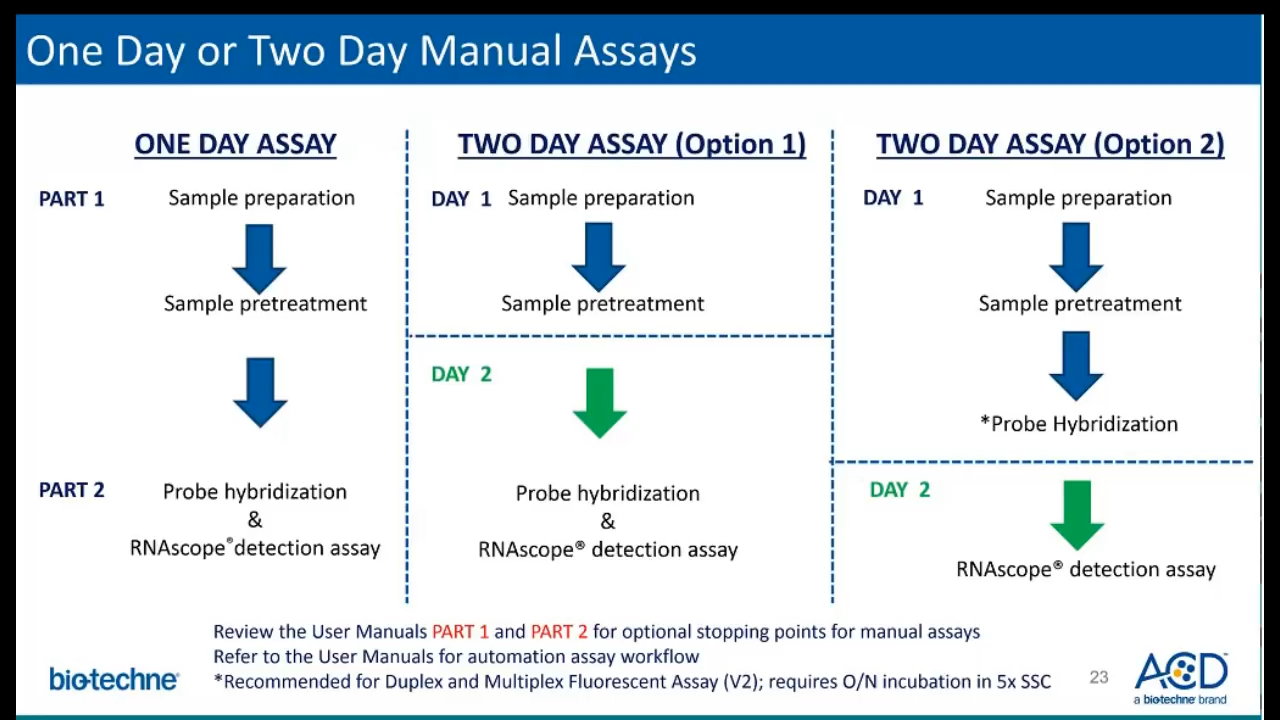 One Day or Two Day Manual Assays
ONE DAY ASSAY
PART 1
Sample preparation
Sample pretreatment
PART 2
Probe hybridization
&
RNAscope® detection assay
TWO DAY ASSAY (Option 1)
DAY 1
Sample preparation
Sample pretreatment
DAY 2
Probe hybridization
&
RNAscope® detection assay
TWO DAY ASSAY (Option 2)
DAY 1
Sample preparation
Sample pretreatment
*Probe Hybridization
DAY 2
RNAscope® detection assay
Review the User Manuals PART 1 and PART 2 for optional stopping points for manual assays
Refer to the User Manuals for automation assay workflow
*Recommended for Duplex and Multiplex Fluorescent Assay (V2); requires O/N incubation in 5x SSC
bio-techne®
23
ACD
a biotechne brand